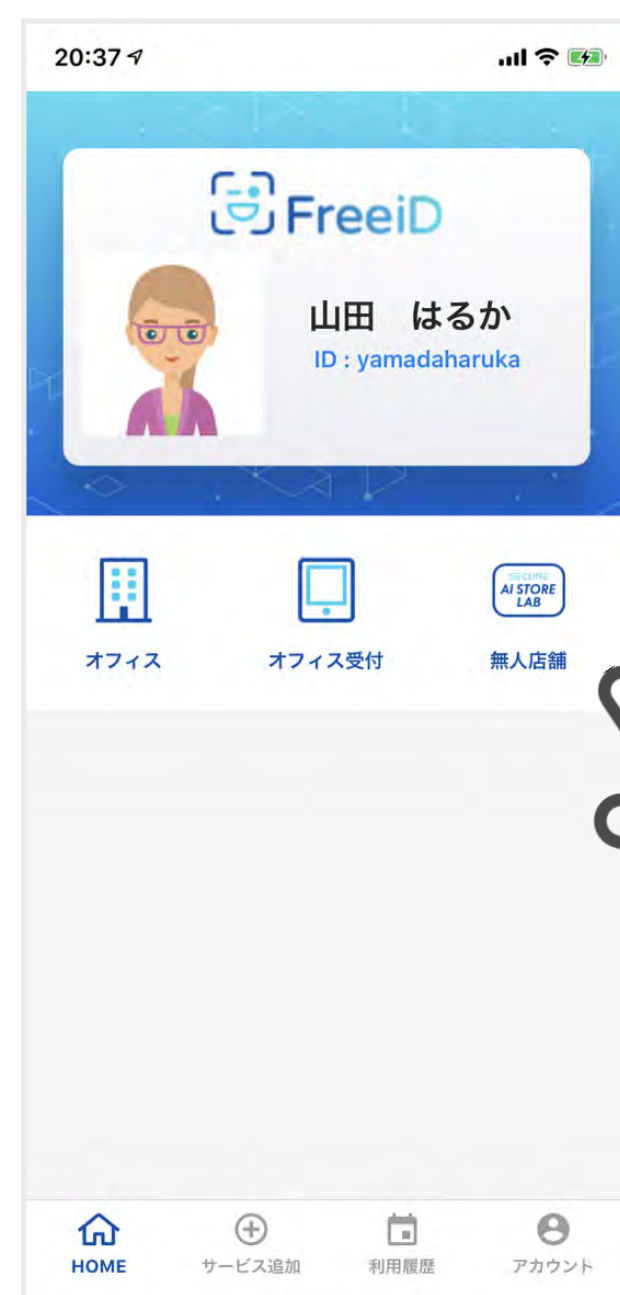 20:37
FreeiD
山田　はるか
ID : yamadaharuka
SECURE
AI STORE
LAB
オフィス
オフィス受付
無人店舗
HOME
サービス追加
利用履歴
アカウント